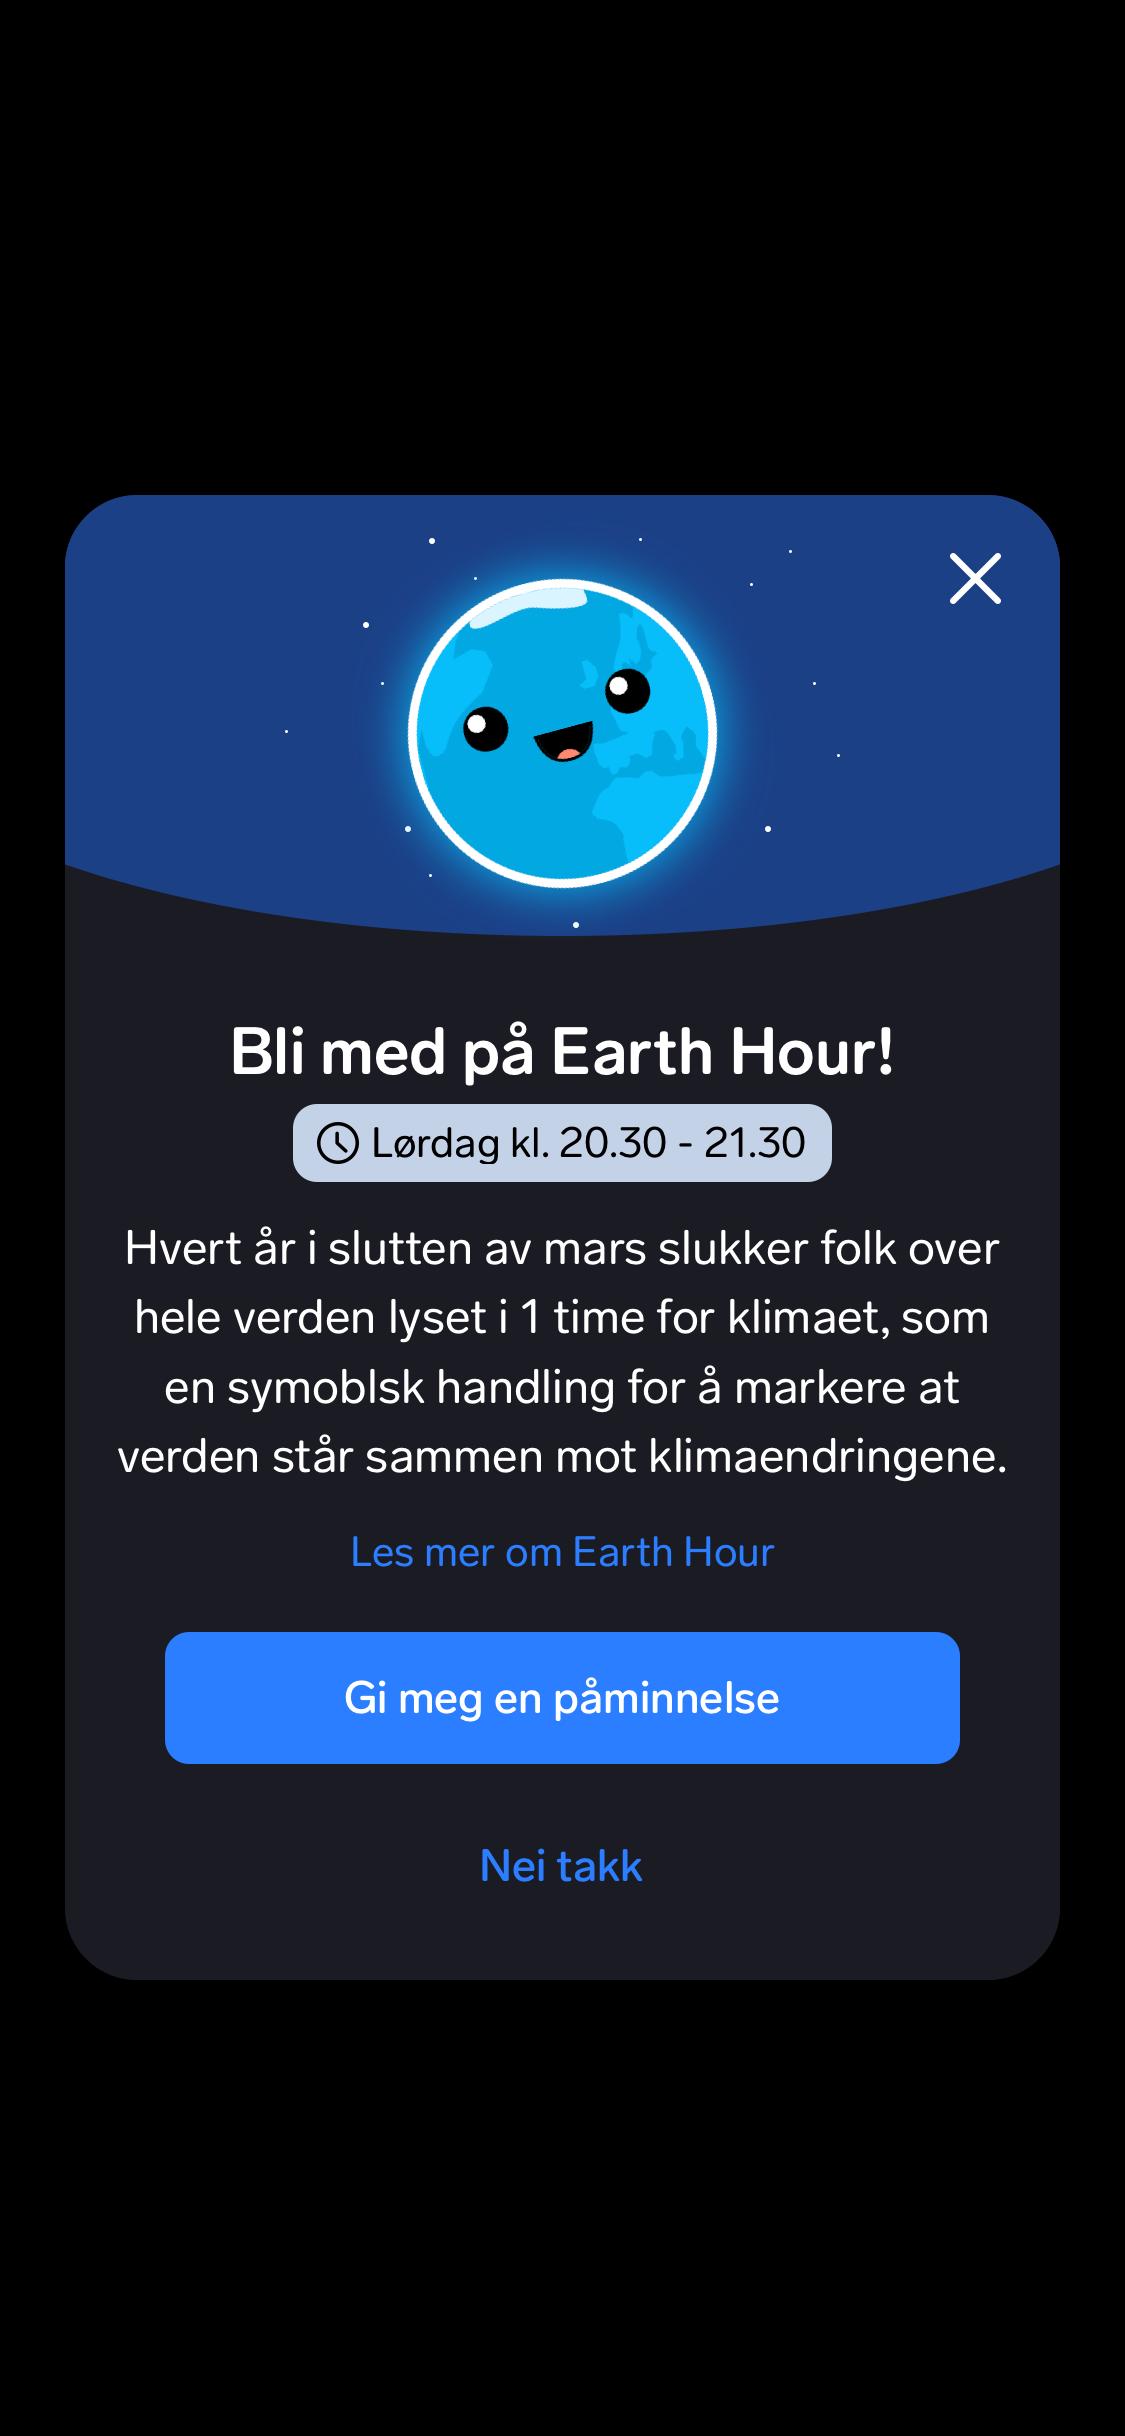 Bli med på Earth Hour!
Lørdag kl. 20.30 - 21.30
Hvert år i slutten av mars slukker folk over
hele verden lyset i 1 time for klimaet, som
en symoblsk handling for å markere at
verden står sammen mot klimaendringene.
Les mer om Earth Hour
Gi meg en påminnelse
Nei takk